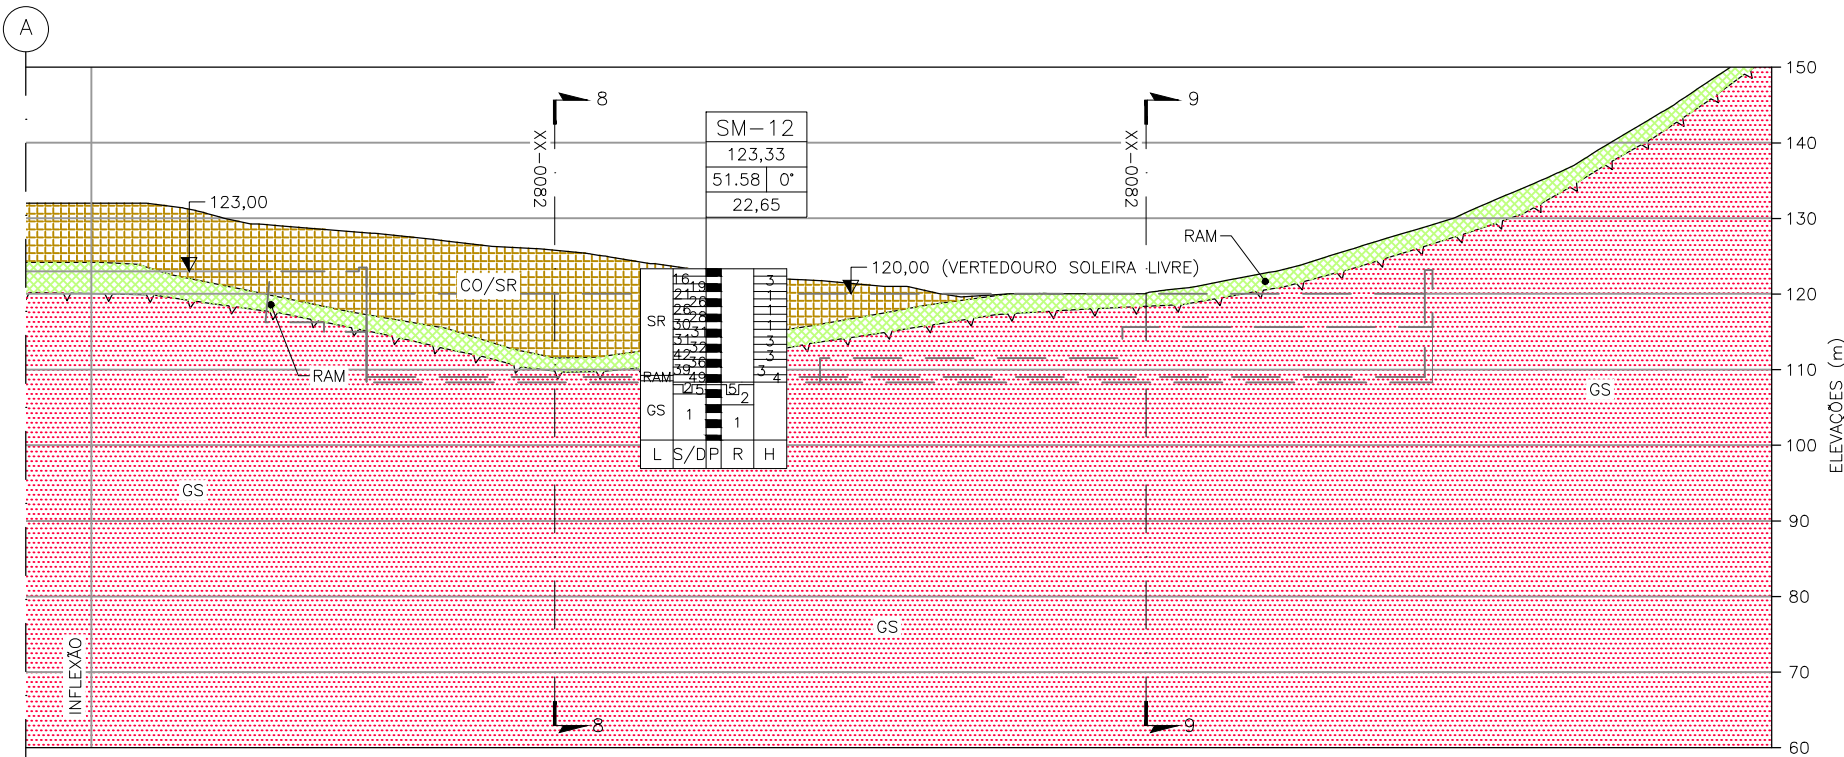 A
150
8
9
SM-12
140
XX-0082
XX-0082
123,33
51.58 0°
22,65
123,00
130
RAM
120,00 (VERTEDOURO SOLEIRA LIVRE)
CO/SR
16 3
19
21 1
26
26 1
28
SR 30 1
31
31 3
32
42 3
36
39 3
RAM 49 4
2 15 5
2
GS 1 1
L S/D P R H
120
RAM
110
GS
ELEVAÇÕES (m)
100
GS
90
80
GS
INFLEXÃO
70
8
9
60